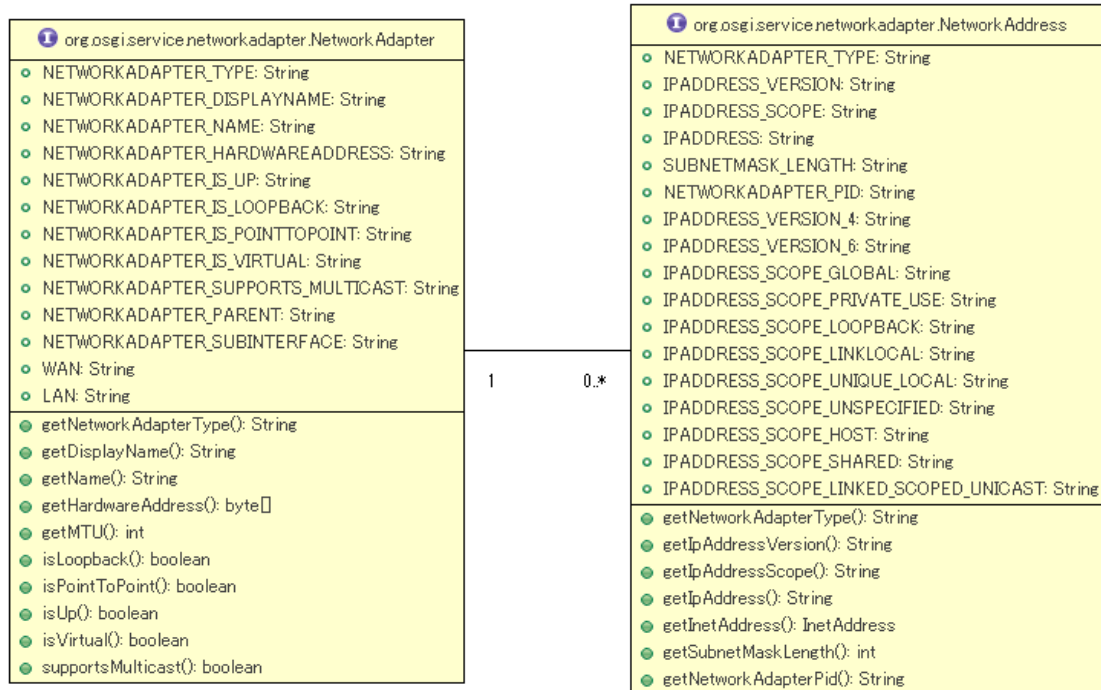 org.osgi.service.networkadapter.NetworkAdapter
NETWORKADAPTER_TYPE: String
NETWORKADAPTER_DISPLAYNAME: String
NETWORKADAPTER_NAME: String
NETWORKADAPTER_HARDWAREADDRESS: String
NETWORKADAPTER_IS_UP: String
NETWORKADAPTER_IS_LOOPBACK: String
NETWORKADAPTER_IS_POINTTOPOINT: String
NETWORKADAPTER_IS_VIRTUAL: String
NETWORKADAPTER_SUPPORTS_MULTICAST: String
NETWORKADAPTER_PARENT: String
NETWORKADAPTER_SUBINTERFACE: String
WAN: String
LAN: String
getNetworkAdapterType(): String
getDisplayName(): String
getName(): String
getHardwareAddress(): byte[]
getMTU(): int
isLoopback(): boolean
isPointToPoint(): boolean
isUp(): boolean
isVirtual(): boolean
supportsMulticast(): boolean
1
0..*
org.osgi.service.networkadapter.NetworkAddress
NETWORKADAPTER_TYPE: String
IPADDRESS_VERSION: String
IPADDRESS_SCOPE: String
IPADDRESS: String
SUBNETMASK_LENGTH: String
NETWORKADAPTER_PID: String
IPADDRESS_VERSION_4: String
IPADDRESS_VERSION_6: String
IPADDRESS_SCOPE_GLOBAL: String
IPADDRESS_SCOPE_PRIVATE_USE: String
IPADDRESS_SCOPE_LOOPBACK: String
IPADDRESS_SCOPE_LINKLOCAL: String
IPADDRESS_SCOPE_UNIQUE_LOCAL: String
IPADDRESS_SCOPE_UNSPECIFIED: String
IPADDRESS_SCOPE_HOST: String
IPADDRESS_SCOPE_SHARED: String
IPADDRESS_SCOPE_LINKED_SCOPED_UNICAST: String
getNetworkAdapterType(): String
getIpAddressVersion(): String
getIpAddressScope(): String
getIpAddress(): String
getInetAddress(): InetAddress
getSubnetMaskLength(): int
getNetworkAdapterPid(): String